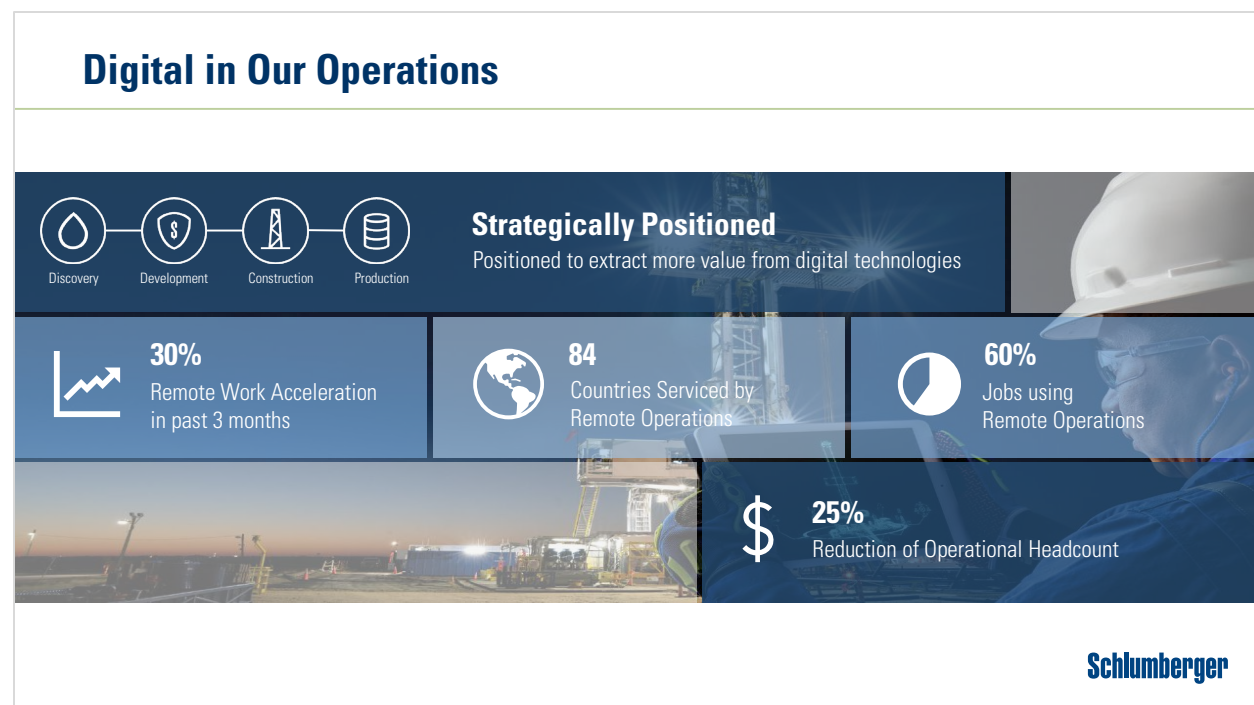 Digital in Our Operations
Strategically Positioned
Positioned to extract more value from digital technologies
$
Discovery
Development
Construction
Production
30%
Remote Work Acceleration
in past 3 months
84
Countries Serviced by
Remote Operations
60%
Jobs using
Remote Operations
$
25%
Reduction of Operational Headcount
Schlumberger